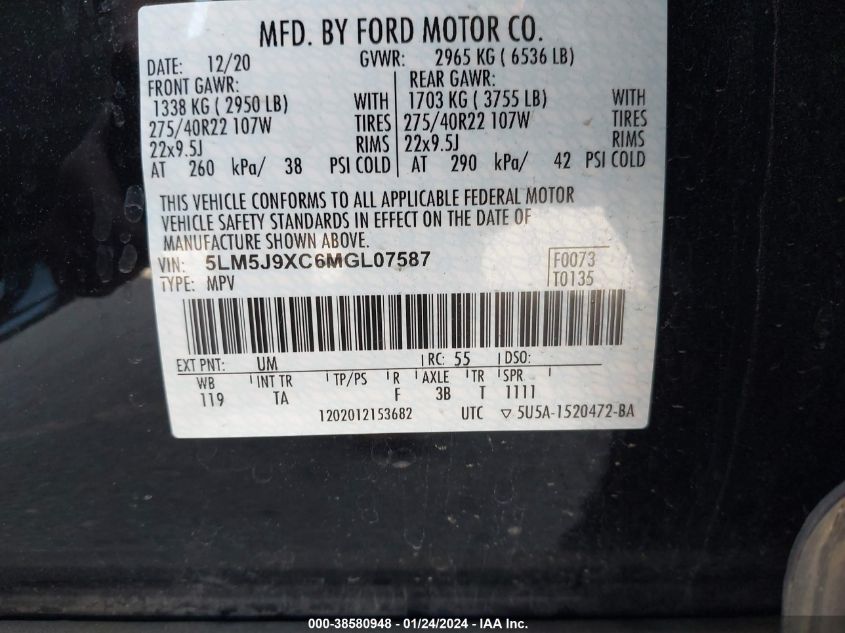 MFD. BY FORD MOTOR CO.
DATE: 12/20 GVWR: 2965 KG ( 6536 LB)
FRONT GAWR: REAR GAWR:
1338 KG ( 2950 LB) WITH 1703 KG ( 3755 LB) WITH
275/40R22 107W TIRES 275/40R22 107W TIRES
22x9.5J RIMS 22x9.5J RIMS
AT 260 kPa/ 38 PSI COLD AT 290 kPa/ 42 PSI COLD
THIS VEHICLE CONFORMS TO ALL APPLICABLE FEDERAL MOTOR
VEHICLE SAFETY STANDARDS IN EFFECT ON THE DATE OF
MANUFACTURE SHOWN ABOVE.
VIN: 5LM5J9XC6MGL07587 F0073
TYPE: MPV T0135
EXT PNT: UM RC: 55 DSO:
WB INT TR TP/PS R AXLE TR SPR
119 TA F 3B T 1111
1202012153682 UTC ▽ 5U5A-1520472-BA
000-38580948 - 01/24/2024 - IAA Inc.